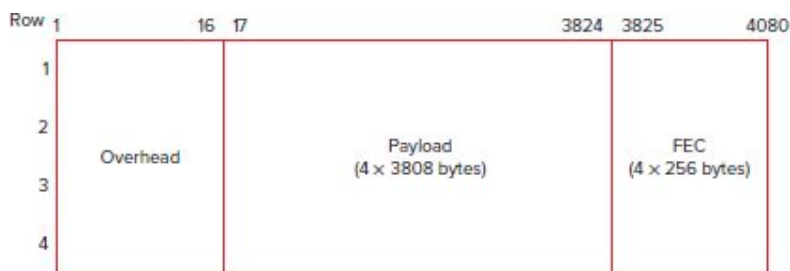 Row 1 16 17 3824 3825 4080
1
2
Overhead Payload FEC
(4 × 3808 bytes) (4 × 256 bytes)
3
4